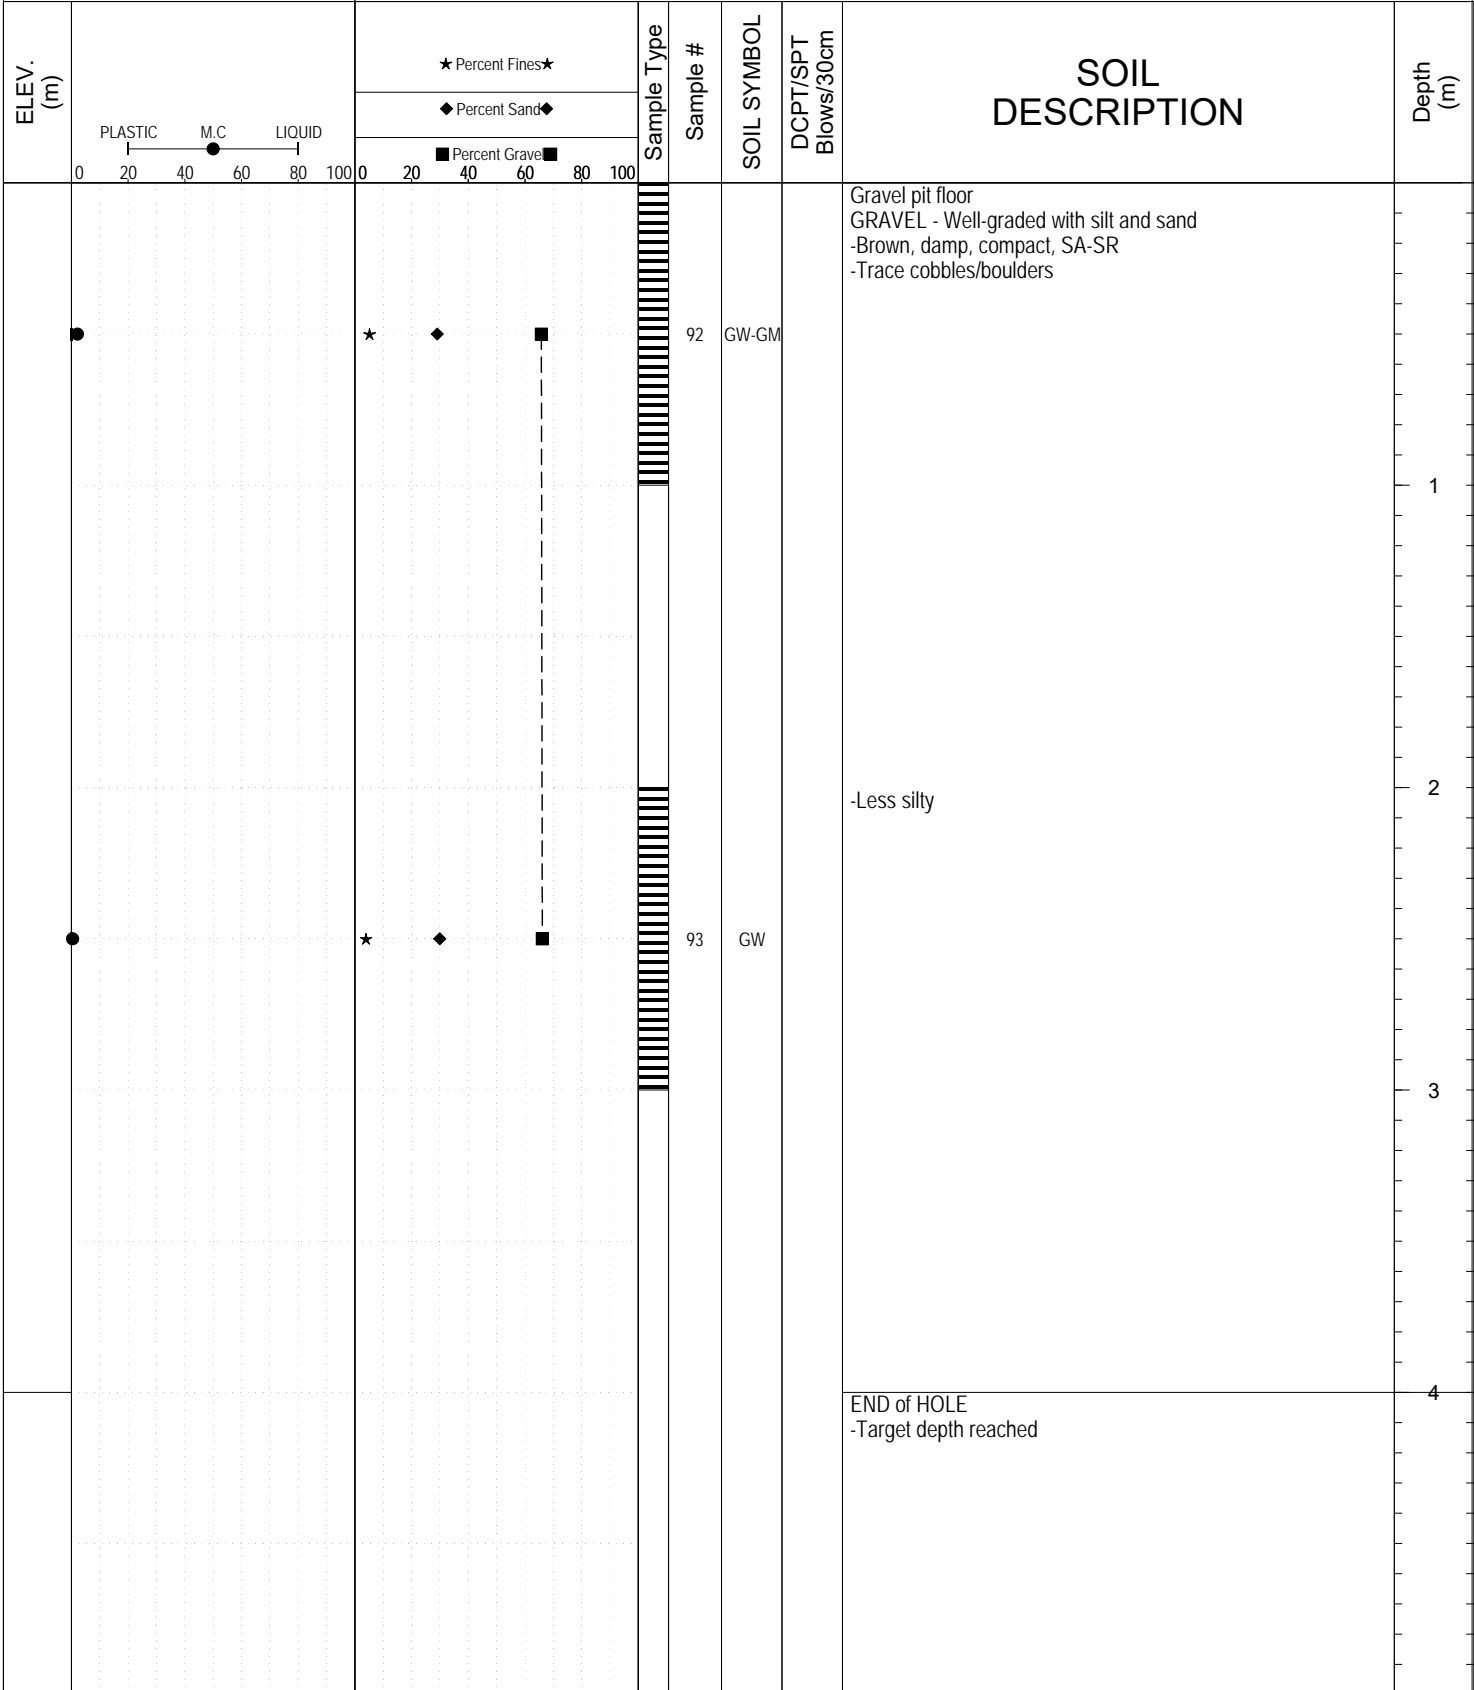 ELEV.
(m)
PLASTIC M.C LIQUID
0 20 40 60 80 100
★ Percent Fines★
◆ Percent Sand◆
■ Percent Gravel■
0 20 40 60 80 100
Sample Type
Sample #
SOIL SYMBOL
DCPT/SPT
Blows/30cm
SOIL
DESCRIPTION
Depth
(m)
Gravel pit floor
GRAVEL - Well-graded with silt and sand
-Brown, damp, compact, SA-SR
-Trace cobbles/boulders
92 GW-GM
1
2
-Less silty
93 GW
3
4
END of HOLE
-Target depth reached